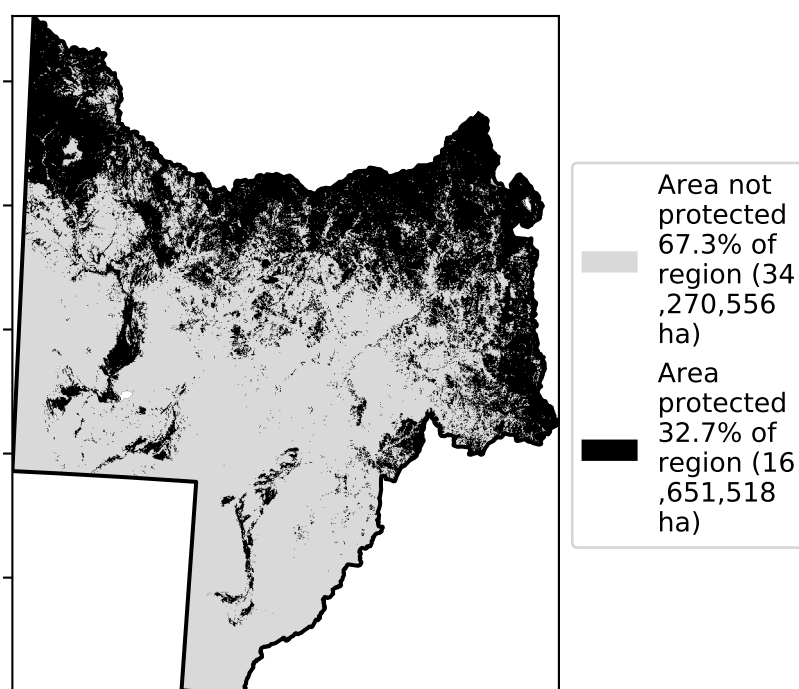 Area not
protected
67.3% of
region (34
,270,556
ha)
Area
protected
32.7% of
region (16
,651,518
ha)